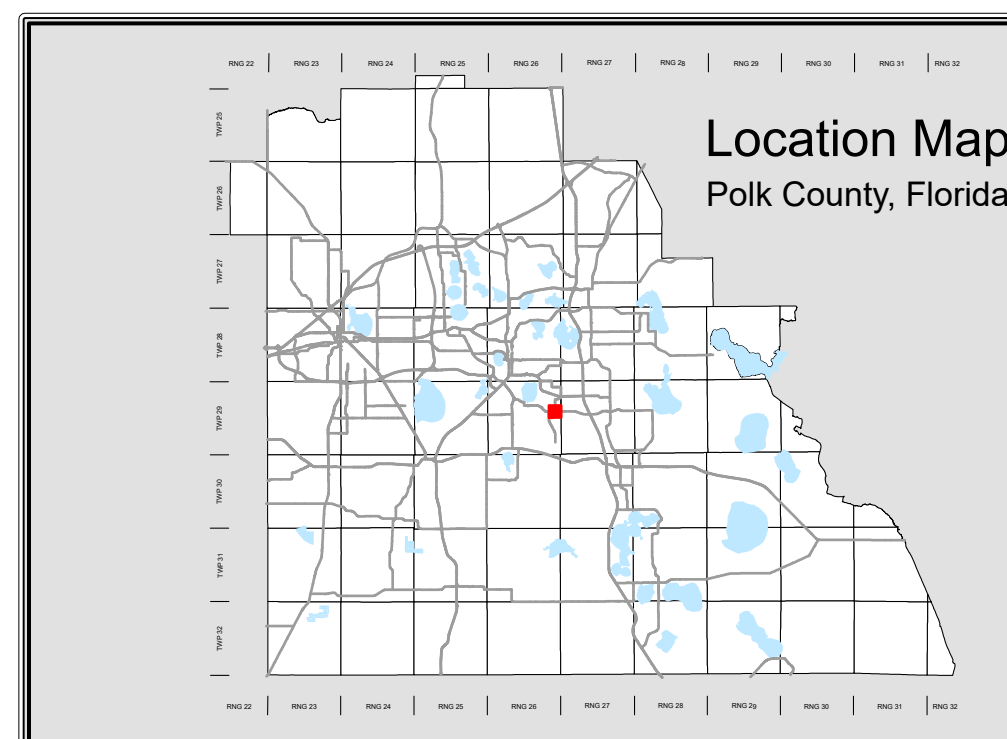 RNG 22 RNG 23 RNG 24 RNG 25 RNG 26 RNG 27 RNG 28 RNG 29 RNG 30 RNG 31 RNG 32
Location Map
Polk County, Florida
TWP 25
TWP 26
TWP 27
TWP 28
TWP 29
TWP 30
TWP 31
TWP 32
RNG 22 RNG 23 RNG 24 RNG 25 RNG 26 RNG 27 RNG 28 RNG 29 RNG 30 RNG 31 RNG 32